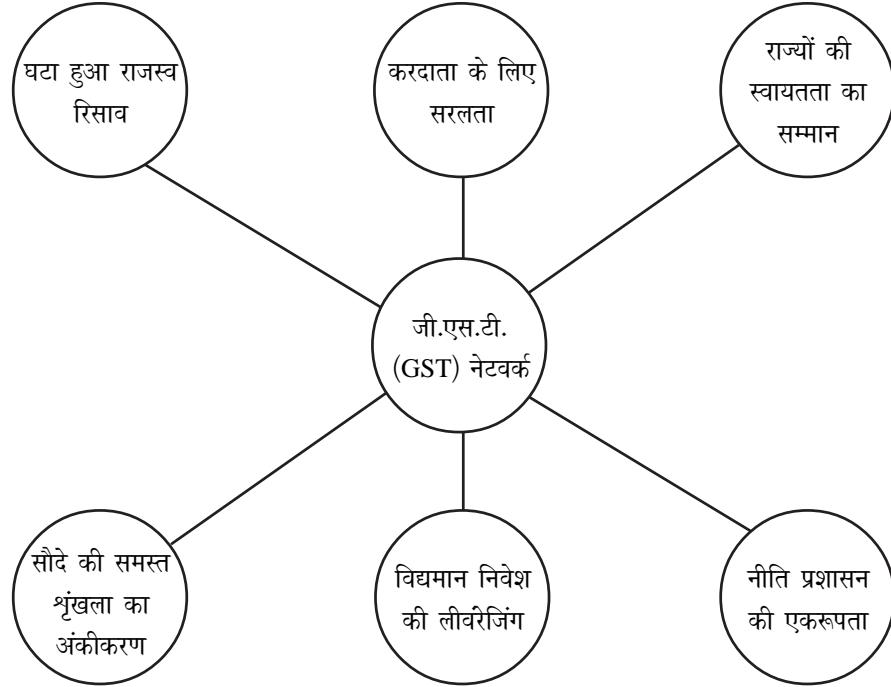 घटा हुआ राजस्व
रिसाव
करदाता के लिए
सरलता
राज्यों की
स्वायतता का
सम्मान
जी.एस.टी.
(GST) नेटवर्क
सौदे की समस्त
शृंखला का
अंकीकरण
विद्यमान निवेश
की लीवरेजिंग
नीति प्रशासन
की एकरूपता